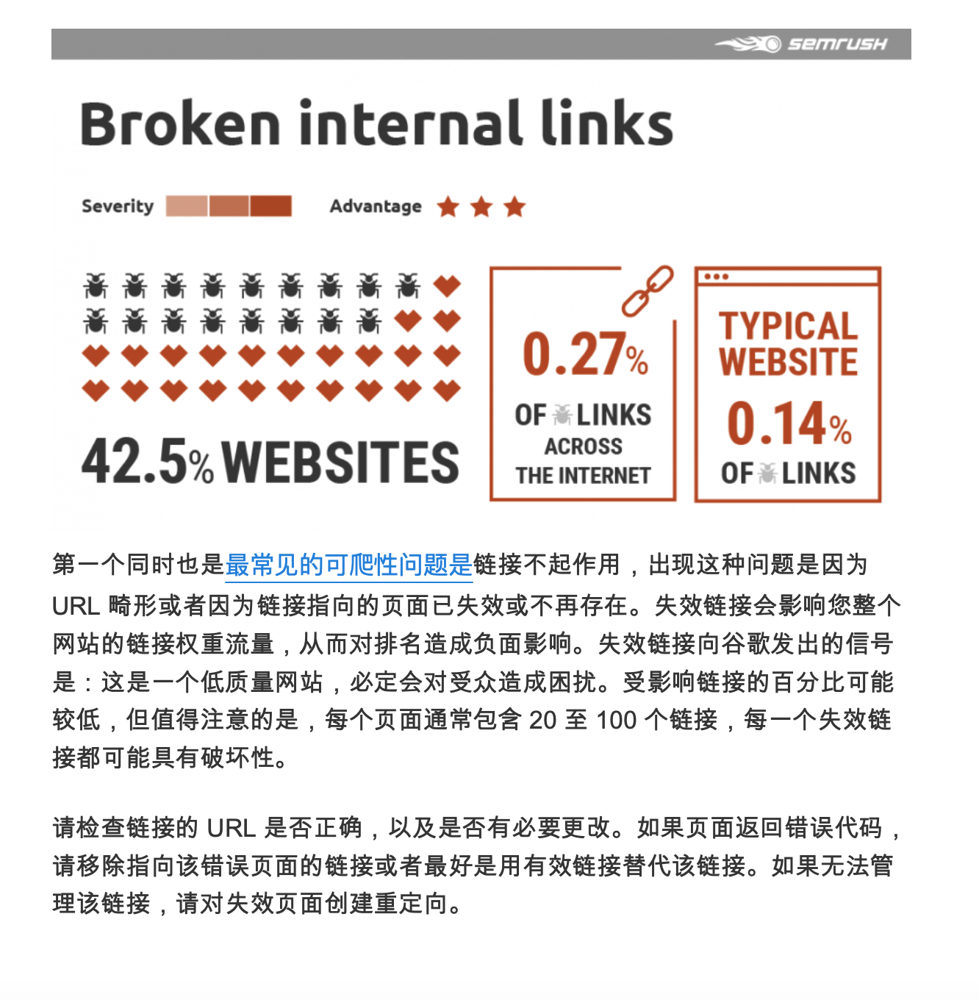 semrush
Broken internal links
Severity Advantage
42.5% WEBSITES
0.27%
OF LINKS
ACROSS
THE INTERNET
TYPICAL
WEBSITE
0.14%
OF LINKS
第一个同时也是最常见的可爬性问题是链接不起作用，出现这种问题是因为
URL 畸形或者因为链接指向的页面已失效或不再存在。失效链接会影响您整个
网站的链接权重流量，从而对排名造成负面影响。失效链接向谷歌发出的信号
是：这是一个低质量网站，必定会对受众造成困扰。受影响链接的百分比可能
较低，但值得注意的是，每个页面通常包含 20 至 100 个链接，每一个失效链
接都可能具有破坏性。
请检查链接的 URL 是否正确，以及是否有必要更改。如果页面返回错误代码，
请移除指向该错误页面的链接或者最好是用有效链接替代该链接。如果无法管
理该链接，请对失效页面创建重定向。